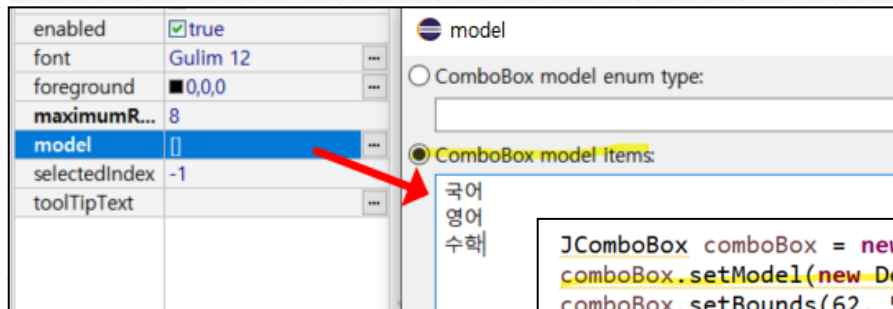 enabled true
font Gulim 12 ...
foreground 0,0,0 ...
maximumR... 8
model [] ...
selectedIndex -1
toolTipText ...
model
ComboBox model enum type:
ComboBox model items:
국어
영어
수학
JComboBox comboBox = new
comboBox.setModel(new De
comboBox.setBounds(62,